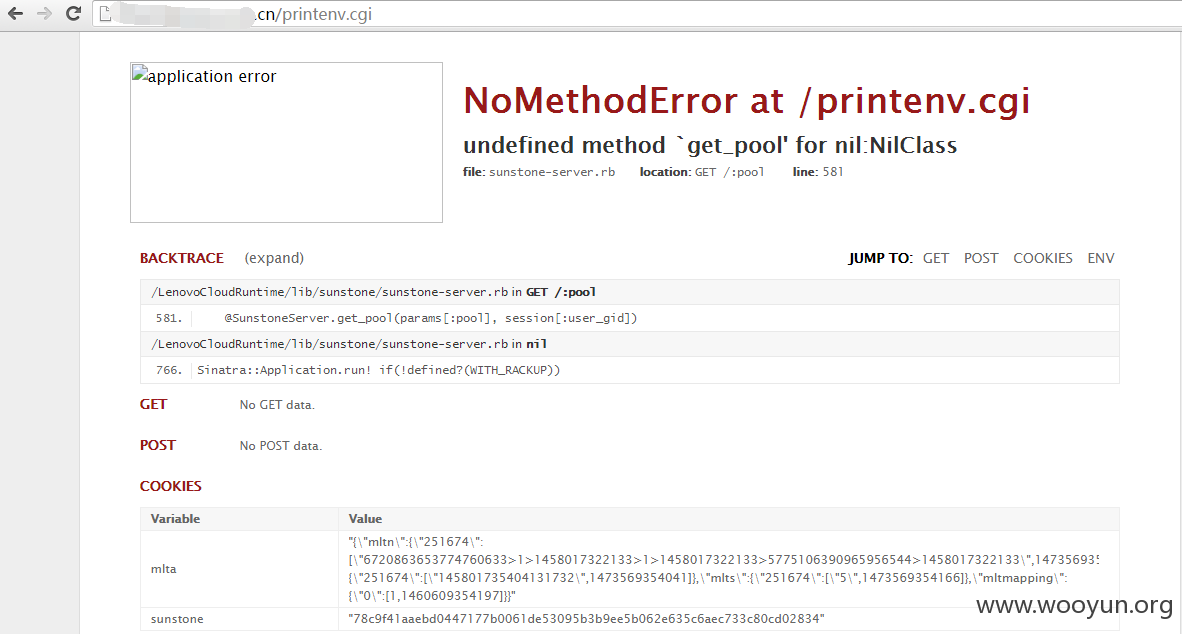 .cn/printenv.cgi
application error
NoMethodError at /printenv.cgi
undefined method `get_pool' for nil:NilClass
file: sunstone-server.rb location: GET /:pool line: 581
BACKTRACE (expand) JUMP TO: GET POST COOKIES ENV
/LenovoCloudRuntime/lib/sunstone/sunstone-server.rb in GET /:pool
581. @SunstoneServer.get_pool(params[:pool], session[:user_gid])
/LenovoCloudRuntime/lib/sunstone/sunstone-server.rb in nil
766. Sinatra::Application.run! if(!defined?(WITH_RACKUP))
GET No GET data.
POST No POST data.
COOKIES
Variable Value
mlta
"{\"mltn\":{\"251674\":
[\"6720863653774760633>1>1458017322133>1>1458017322133>5775106390965956544>1458017322133\",147356935
{\"251674\":[\"145801735404131732\",1473569354041]},\"mlts\":{\"251674\":[\"5\",1473569354166]},\"mltmapping\":
{\"0\":[1,1460609354197]}}"
sunstone "78c9f41aaebd0447177b0061de53095b3b9ee5b062e635c6aec733c80cd02834"
www.wooyun.org